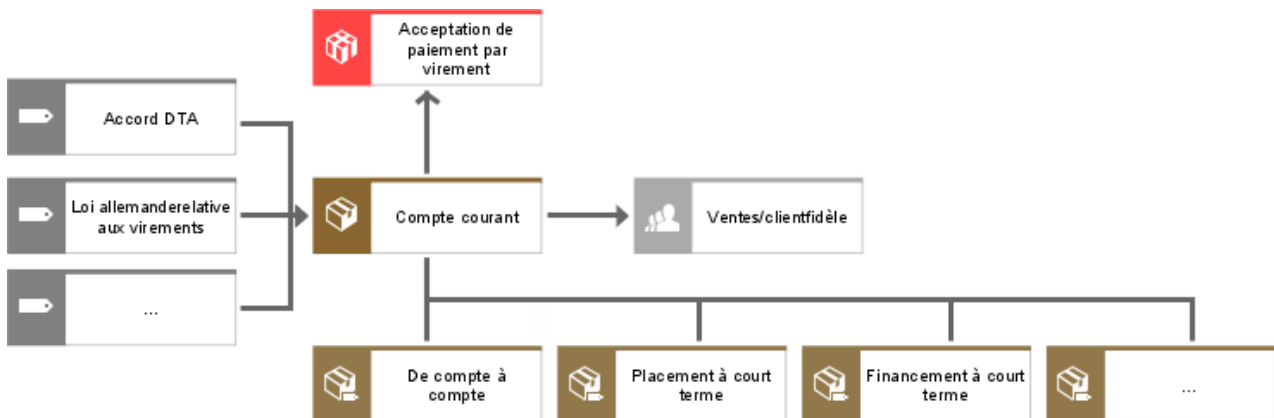 Acceptation de
paiement par
virement
Accord DTA
Loi allemanderelative
aux virements
Compte courant
Ventes/clientfidèle
...
De compte à
compte
Placement à court
terme
Financement à court
terme
...